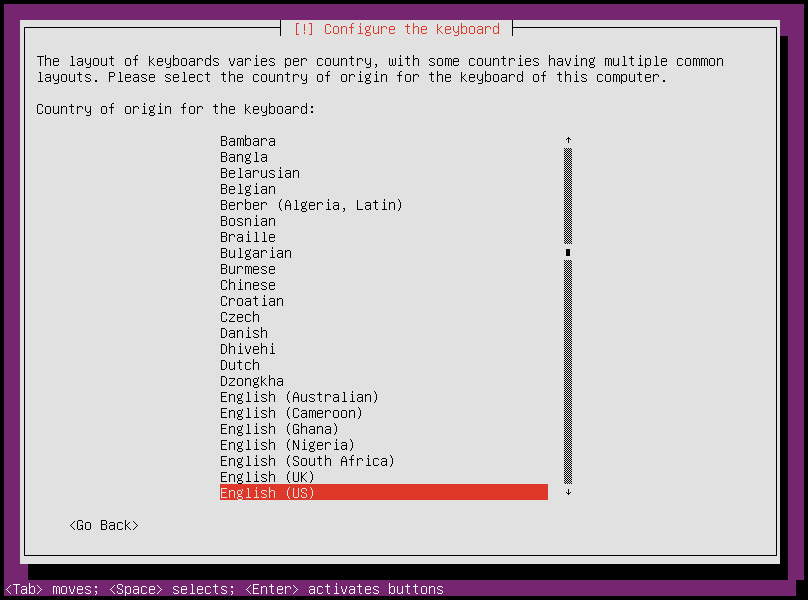 [!] Configure the keyboard
The layout of keyboards varies per country, with some countries having multiple common
layouts. Please select the country of origin for the keyboard of this computer.
Country of origin for the keyboard:
Bambara
Bangla
Belarusian
Belgian
Berber (Algeria, Latin)
Bosnian
Braille
Bulgarian
Burmese
Chinese
Croatian
Czech
Danish
Dhivehi
Dutch
Dzongkha
English (Australian)
English (Cameroon)
English (Ghana)
English (Nigeria)
English (South Africa)
English (UK)
English (US)
<Go Back>
<Tab> moves; <Space> selects; <Enter> activates buttons